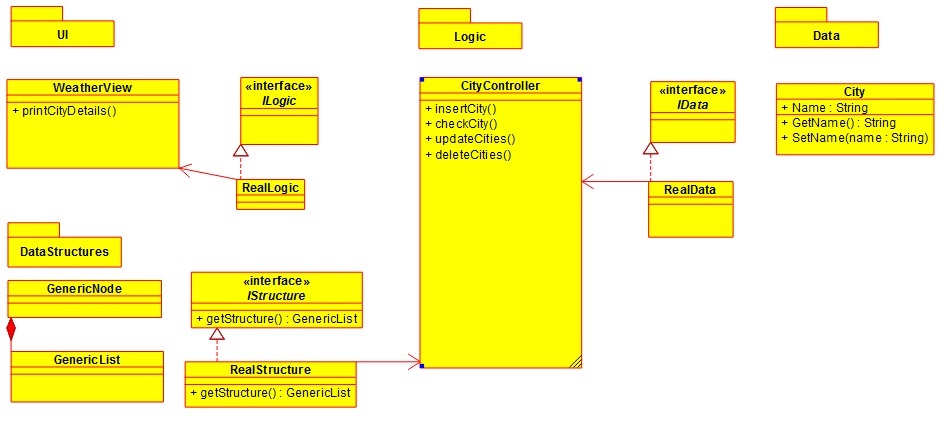 UI
Logic
Data
WeatherView
+ printCityDetails()
«interface»
ILogic
RealLogic
CityController
+ insertCity()
+ checkCity()
+ updateCities()
+ deleteCities()
«interface»
IData
RealData
City
+ Name : String
+ GetName() : String
+ SetName(name : String)
DataStructures
GenericNode
GenericList
«interface»
IStructure
+ getStructure() : GenericList
RealStructure
+ getStructure() : GenericList